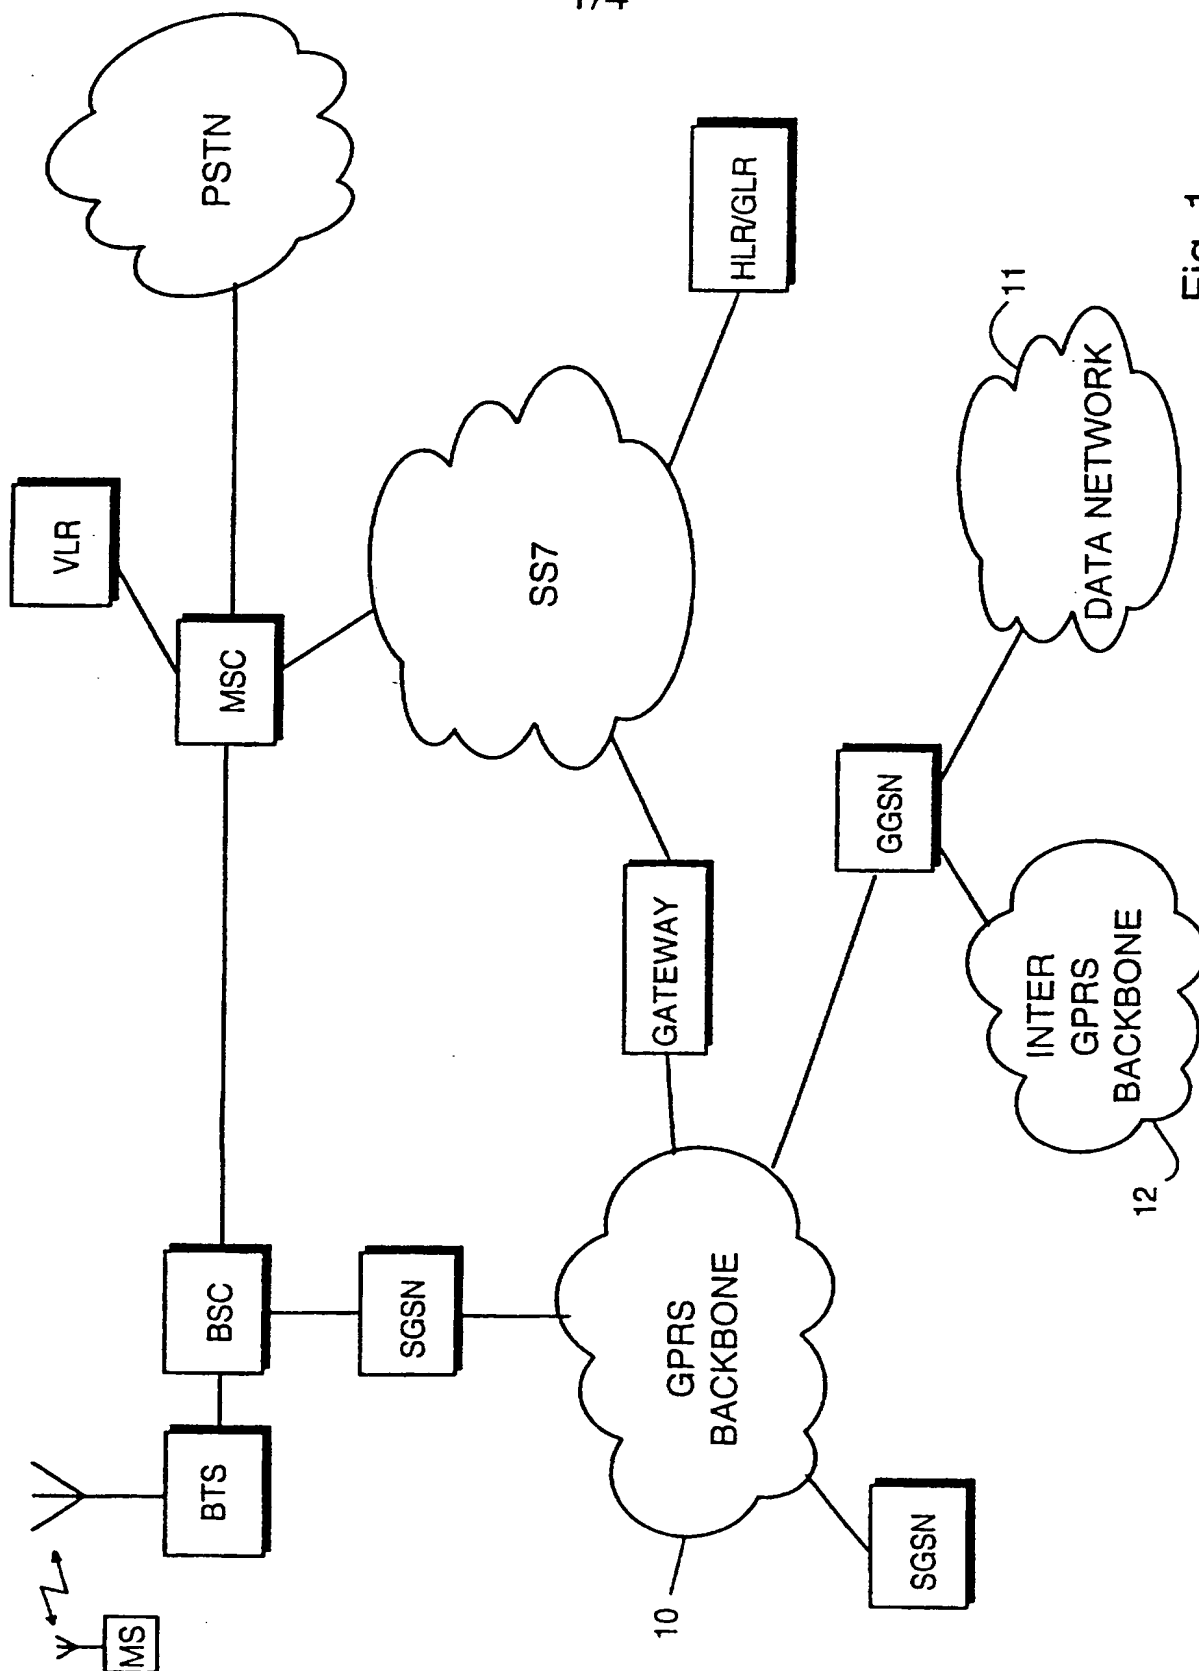 1/4
MS
BTS
BSC
MSC
VLR
PSTN
SGSN
SS7
HLR/GLR
GATEWAY
GPRS
BACKBONE
10
SGSN
GGSN
INTER
GPRS
BACKBONE
12
DATA NETWORK
11
Fig. 1